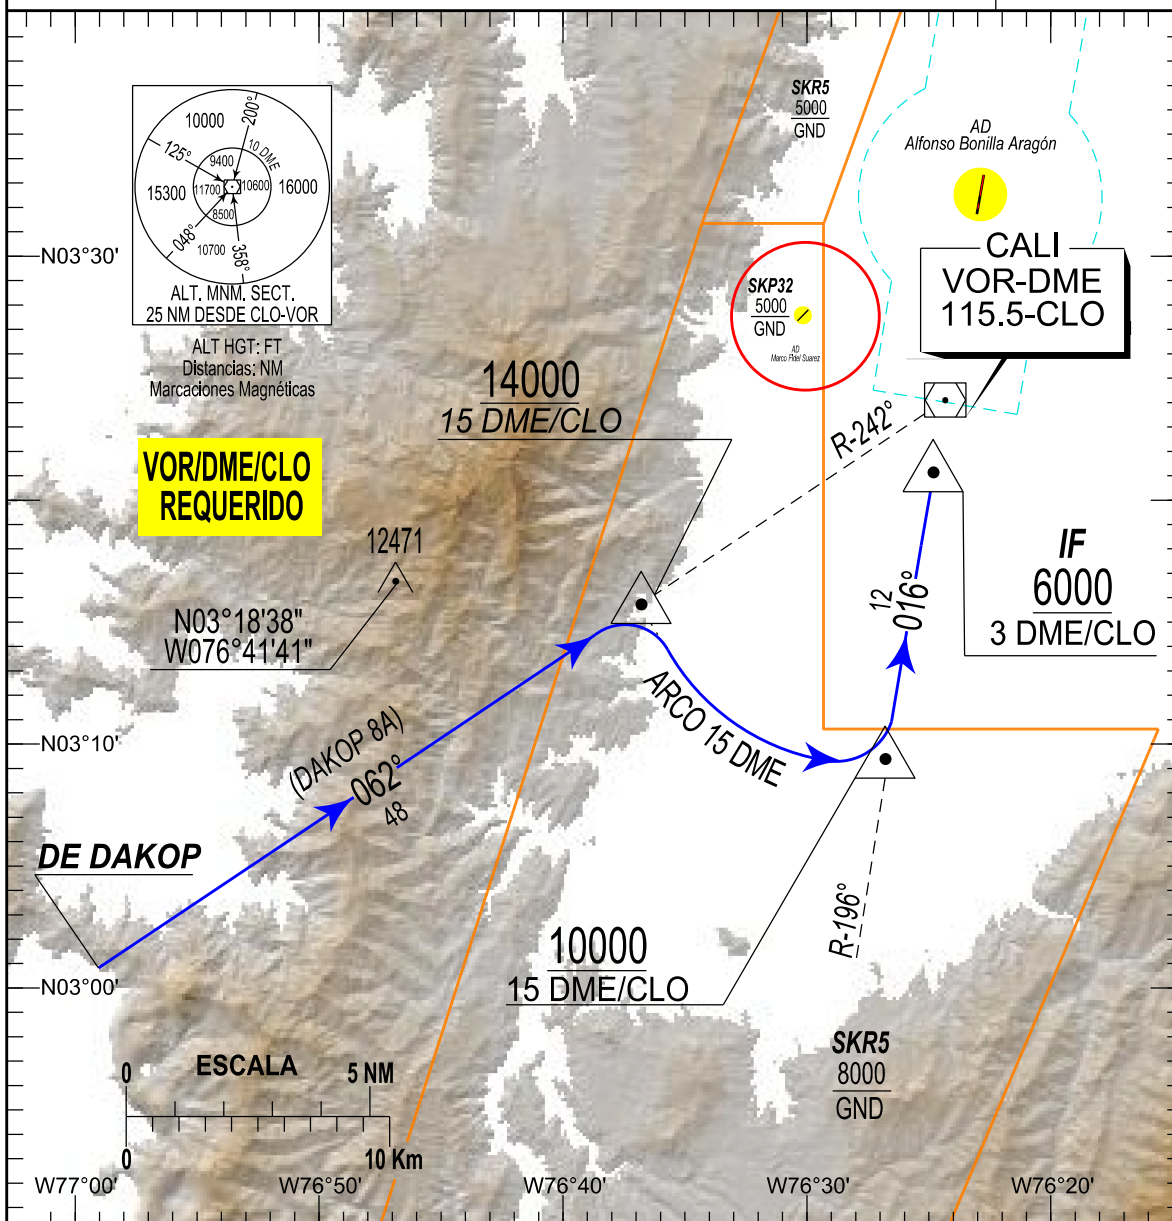 SKR5
5000
GND
AD
Alfonso Bonilla Aragón
10000
200°
125°
10 DME
9400
15300
11700
10600
16000
8500
048°
10700
358°
ALT. MNM. SECT.
25 NM DESDE CLO-VOR
ALT HGT: FT
Distancias: NM
Marcaciones Magnéticas
N03°30'
SKP32
5000
GND
AD
Marco Fidel Suarez
CALI
VOR-DME
115.5-CLO
14000
15 DME/CLO
R-242°
VOR/DME/CLO
REQUERIDO
12471
N03°18'38"
W076°41'41"
IF
6000
3 DME/CLO
12
016°
ARCO 15 DME
N03°10'
(DAKOP 8A)
062°
48
DE DAKOP
R-196°
10000
15 DME/CLO
N03°00'
SKR5
8000
GND
ESCALA
0
5 NM
0
10 Km
W77°00'
W76°50'
W76°40'
W76°30'
W76°20'